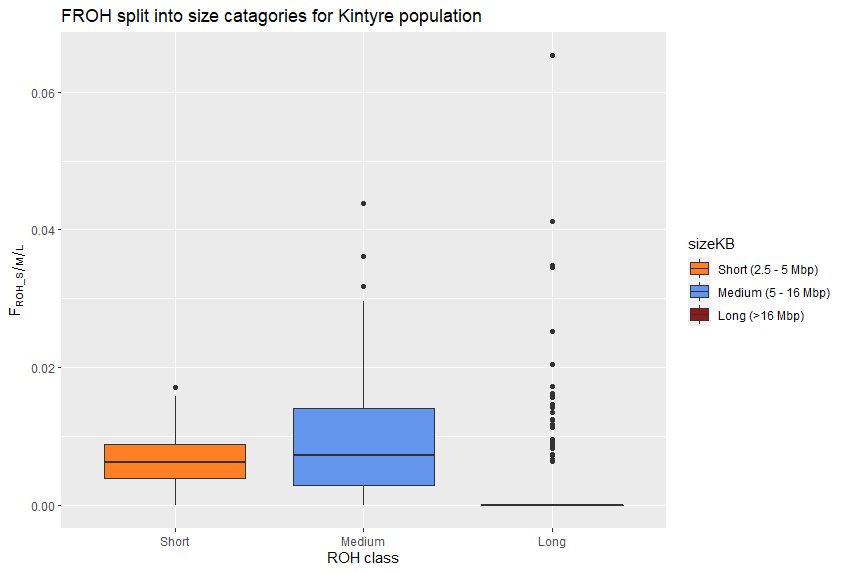 FROH split into size catagories for Kintyre population
0.06
0.04
0.02
0.00
F ROH_S/M/L
Short
Medium
Long
ROH class
sizeKB
Short (2.5 - 5 Mbp)
Medium (5 - 16 Mbp)
Long (>16 Mbp)